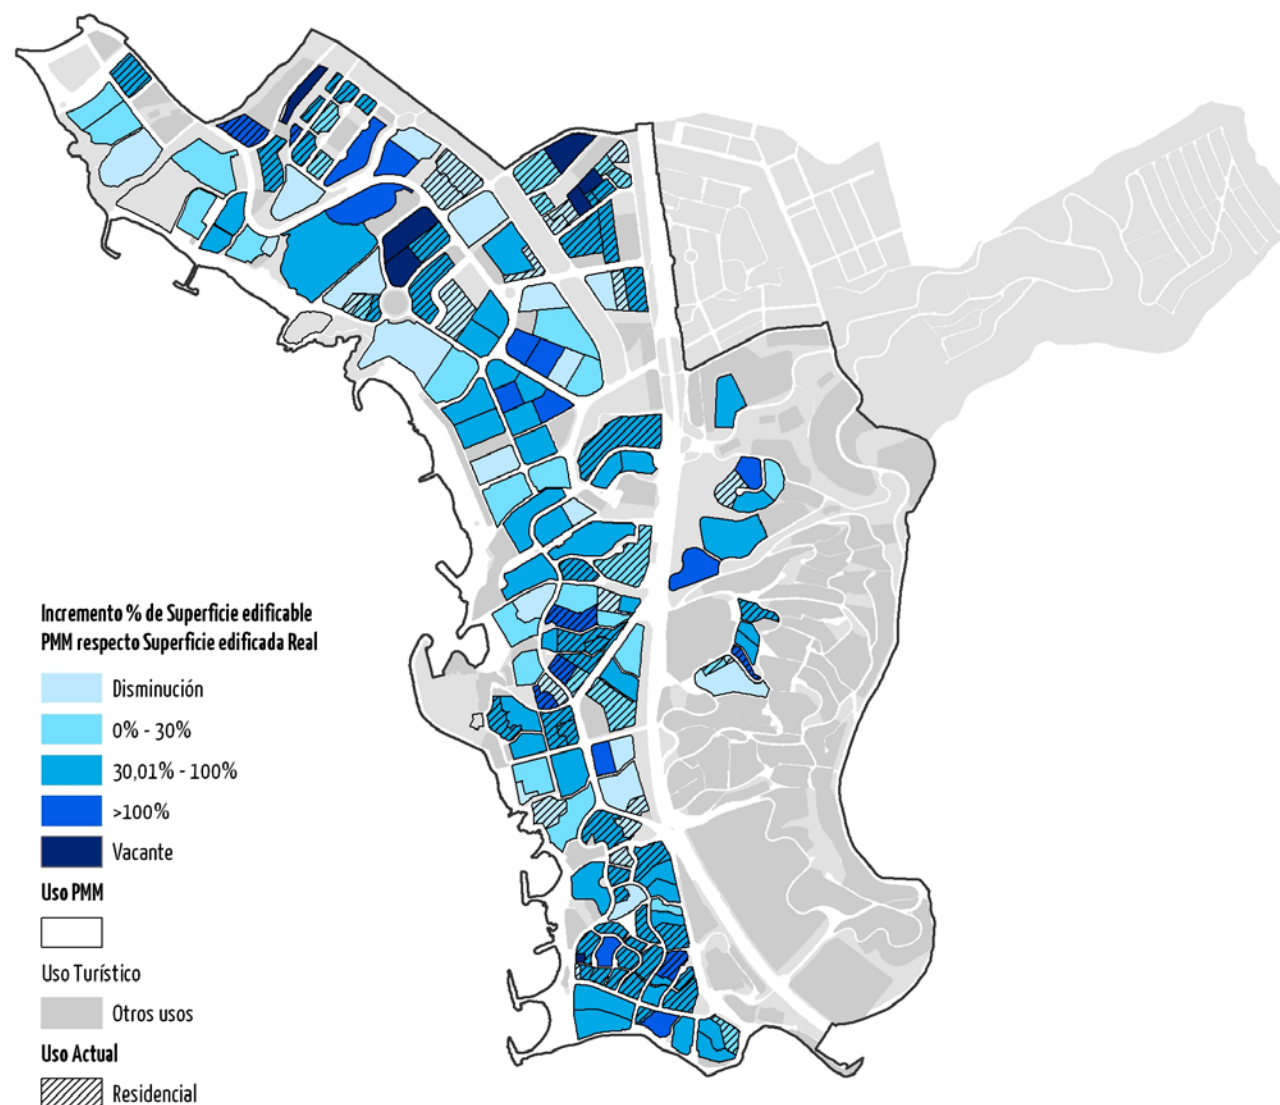 Incremento % de Superficie edificable
PMM respecto Superficie edificada Real
Disminución
0% - 30%
30,01% - 100%
>100%
Vacante
Uso PMM
Uso Turístico
Otros usos
Uso Actual
Residencial